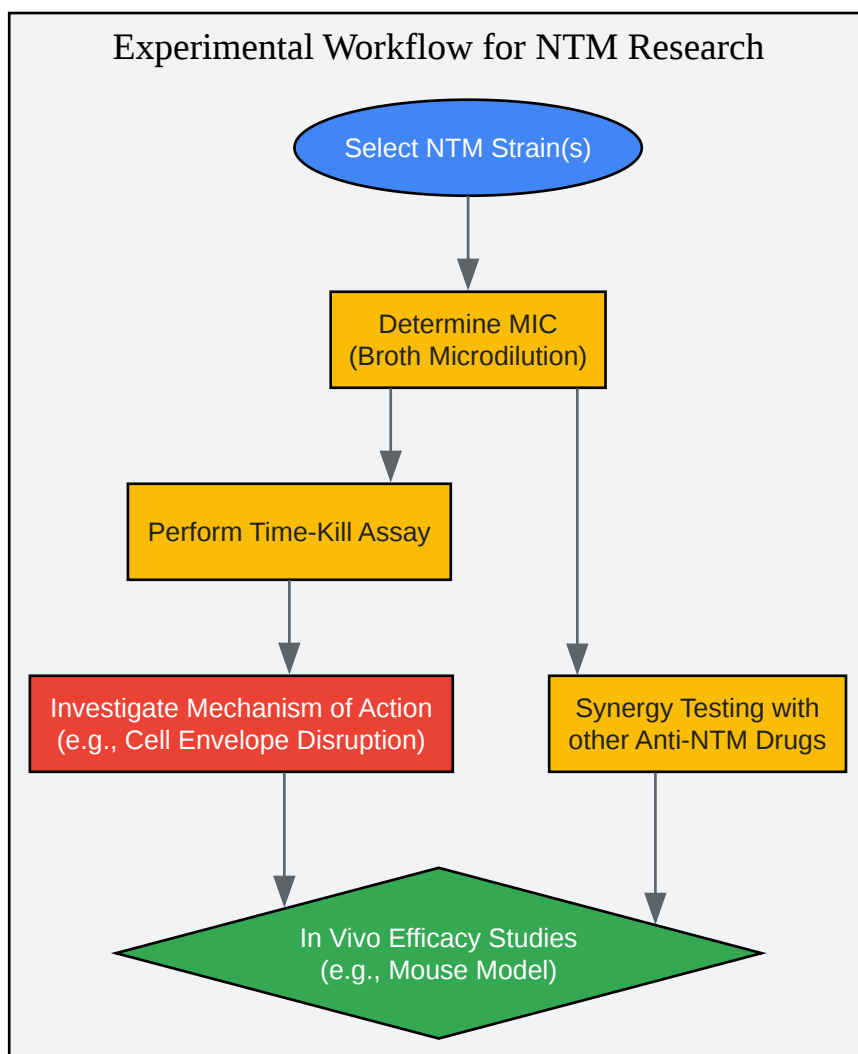 Experimental Workflow for NTM Research
Select NTM Strain(s)
Determine MIC
(Broth Microdilution)
Perform Time-Kill Assay
Investigate Mechanism of Action
(e.g., Cell Envelope Disruption)
Synergy Testing with
other Anti-NTM Drugs
In Vivo Efficacy Studies
(e.g., Mouse Model)